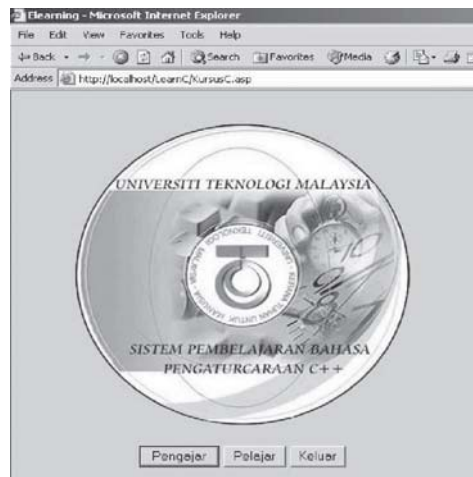 Elearning - Microsoft Internet Explorer
File Edit View Favorites Tools Help
Back Search Favorites Media
Address http://localhost/LearnC/KursusC.asp
UNIVERSITI TEKNOLOGI MALAYSIA
SISTEM PEMBELAJARAN BAHASA
PENGATURCARAAN C++
Pengajar Pelajar Keluar